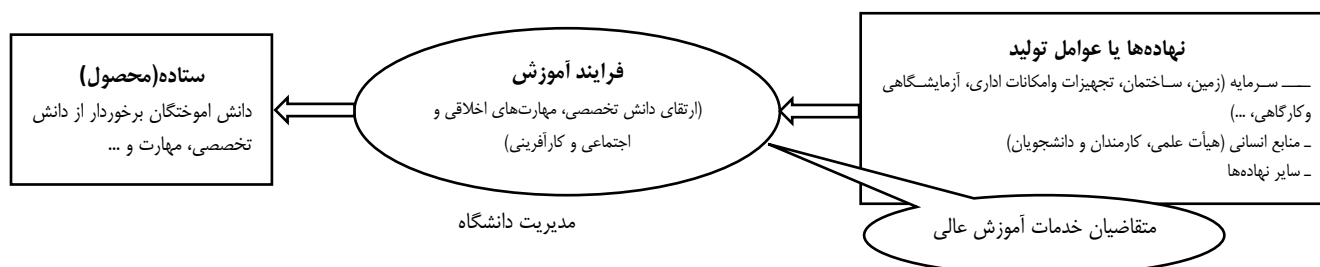 نهاده‌ها یا عوامل تولید
ــــ سـرمایه (زمین، سـاختمان، تجهیزات وامکانات اداری، آزمایشـگاهی
وکارگاهی، ...)
ـ منابع انسانی (هیأت علمی، کارمندان و دانشجویان)
ـ سایر نهاده‌ها
فرایند آموزش
(ارتقای دانش تخصصی، مهارت‌های اخلاقی و
اجتماعی و کارآفرینی)
ستاده(محصول)
دانش اموختگان برخوردار از دانش
تخصصی، مهارت و ...
مدیریت دانشگاه
متقاضیان خدمات آموزش عالی